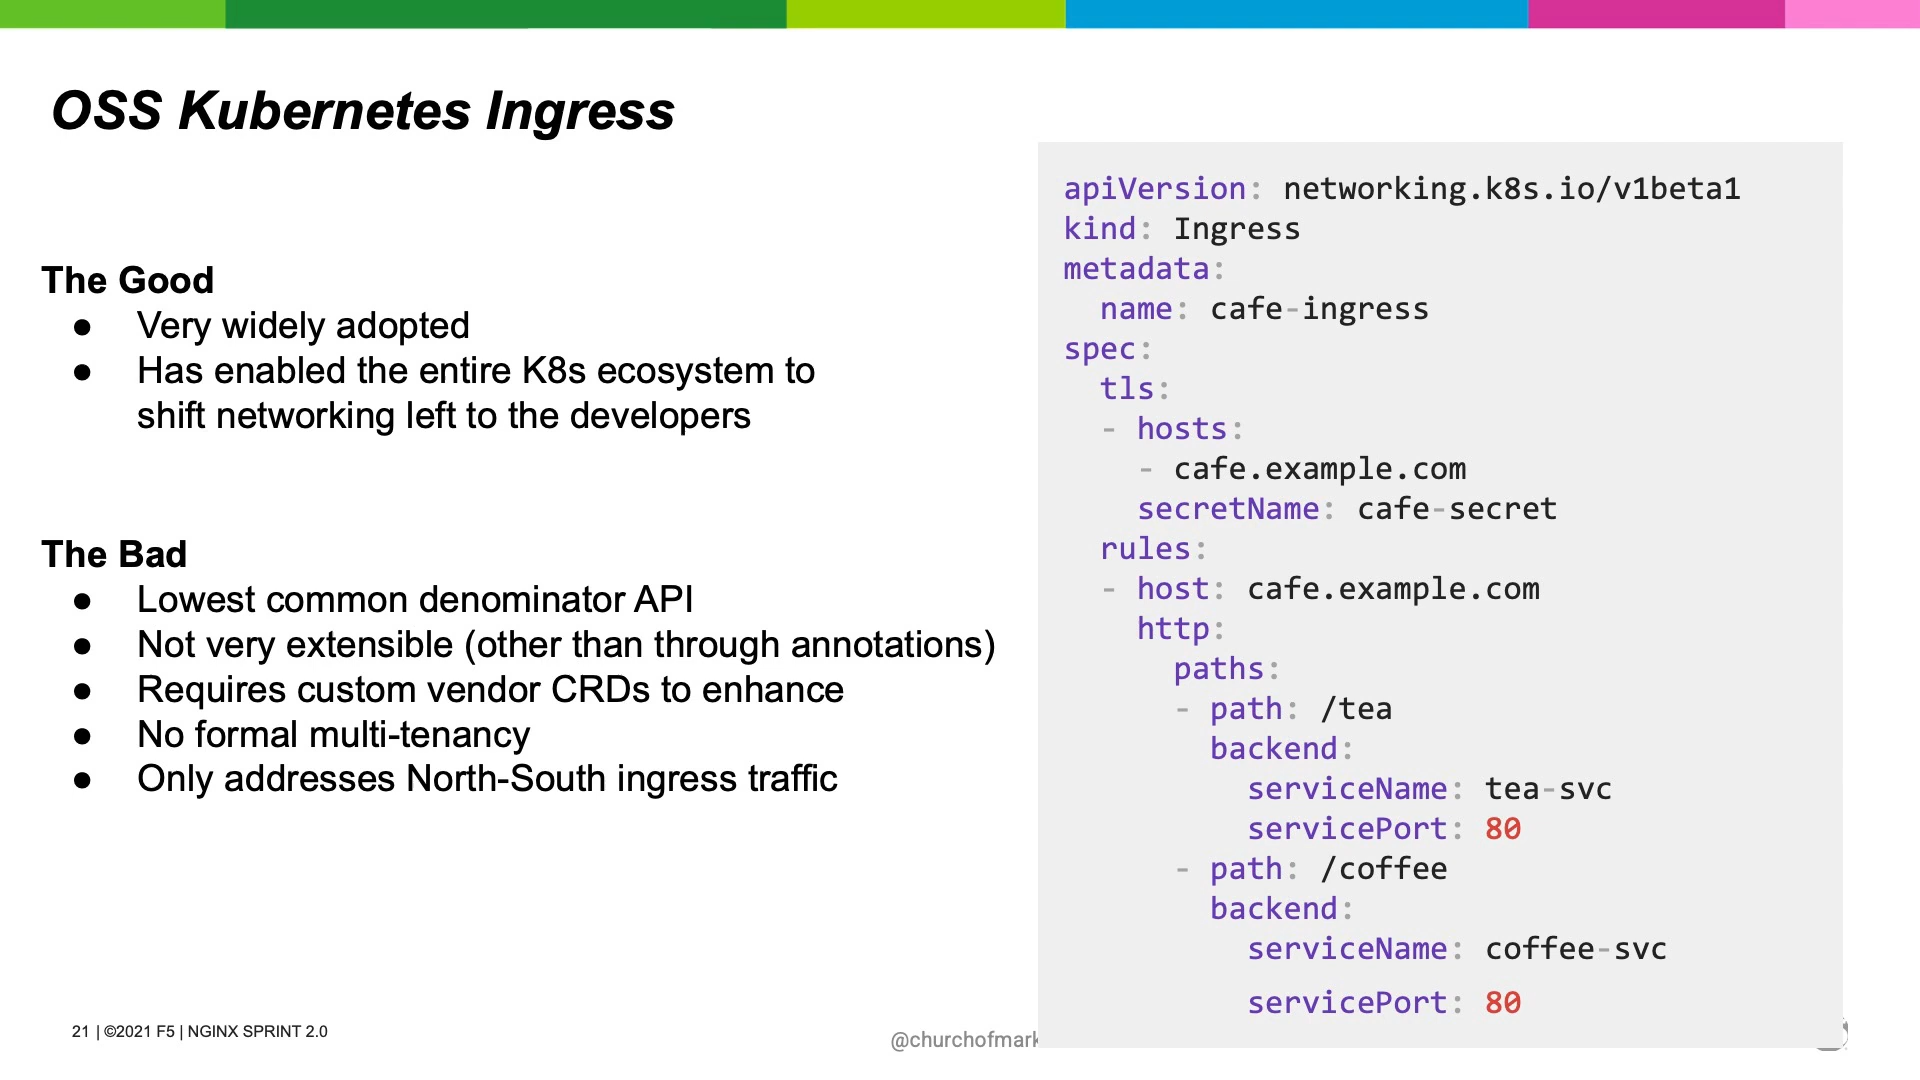 OSS Kubernetes Ingress
The Good
● Very widely adopted
● Has enabled the entire K8s ecosystem to
shift networking left to the developers
The Bad
● Lowest common denominator API
● Not very extensible (other than through annotations)
● Requires custom vendor CRDs to enhance
● No formal multi-tenancy
● Only addresses North-South ingress traffic
apiVersion: networking.k8s.io/v1beta1
kind: Ingress
metadata:
  name: cafe-ingress
spec:
  tls:
  - hosts:
    - cafe.example.com
    secretName: cafe-secret
  rules:
  - host: cafe.example.com
    http:
      paths:
      - path: /tea
        backend:
          serviceName: tea-svc
          servicePort: 80
      - path: /coffee
        backend:
          serviceName: coffee-svc
          servicePort: 80
21 | ©2021 F5 | NGINX SPRINT 2.0
@churchofmark